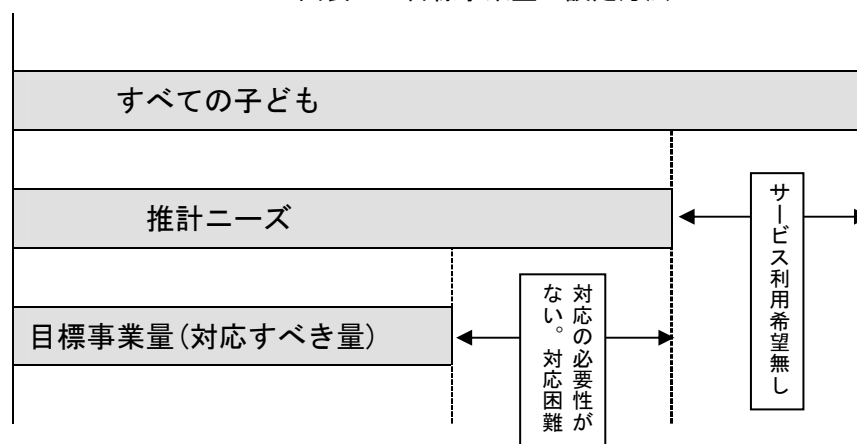 すべての子ども
推計ニーズ
サービス利用希望無し
目標事業量(対応すべき量)
対応の必要性が
ない。対応困難